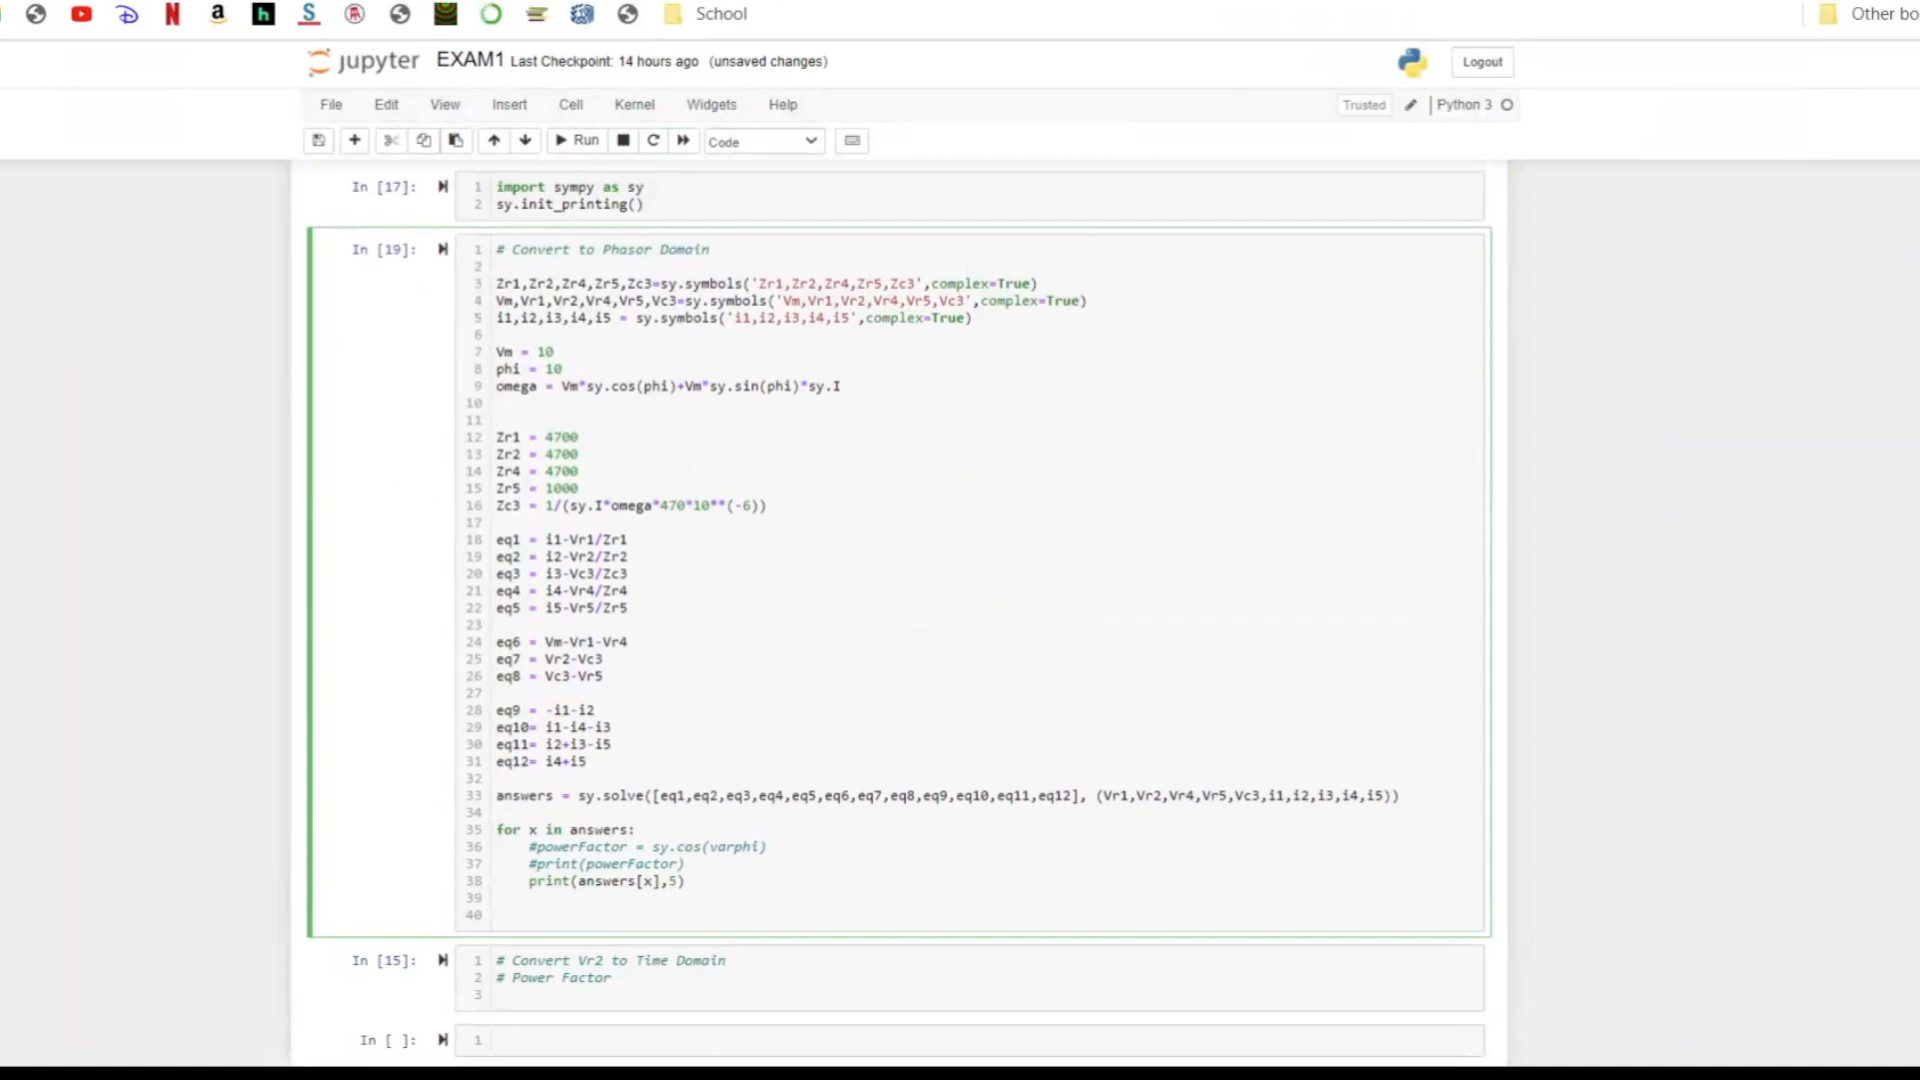 School
Other bo
jupyter EXAM1 Last Checkpoint: 14 hours ago (unsaved changes)
Logout
File Edit View Insert Cell Kernel Widgets Help
Trusted Python 3
Run
Code
In [17]:
1 import sympy as sy
2 sy.init_printing()
In [19]:
1 # Convert to Phasor Domain
2
3 Zr1,Zr2,Zr4,Zr5,Zc3=sy.symbols('Zr1,Zr2,Zr4,Zr5,Zc3',complex=True)
4 Vm,Vr1,Vr2,Vr4,Vr5,Vc3=sy.symbols('Vm,Vr1,Vr2,Vr4,Vr5,Vc3',complex=True)
5 i1,i2,i3,i4,i5 = sy.symbols('i1,i2,i3,i4,i5',complex=True)
6
7 Vm = 10
8 phi = 10
9 omega = Vm*sy.cos(phi)+Vm*sy.sin(phi)*sy.I
10
11
12 Zr1 = 4700
13 Zr2 = 4700
14 Zr4 = 4700
15 Zr5 = 1000
16 Zc3 = 1/(sy.I*omega*470*10**(-6))
17
18 eq1 = i1-Vr1/Zr1
19 eq2 = i2-Vr2/Zr2
20 eq3 = i3-Vc3/Zc3
21 eq4 = i4-Vr4/Zr4
22 eq5 = i5-Vr5/Zr5
23
24 eq6 = Vm-Vr1-Vr4
25 eq7 = Vr2-Vc3
26 eq8 = Vc3-Vr5
27
28 eq9 = -i1-i2
29 eq10= i1-i4-i3
30 eq11= i2+i3-i5
31 eq12= i4+i5
32
33 answers = sy.solve([eq1,eq2,eq3,eq4,eq5,eq6,eq7,eq8,eq9,eq10,eq11,eq12], (Vr1,Vr2,Vr4,Vr5,Vc3,i1,i2,i3,i4,i5))
34
35 for x in answers:
36     #powerFactor = sy.cos(varphi)
37     #print(powerFactor)
38     print(answers[x],5)
39
40
In [15]:
1 # Convert Vr2 to Time Domain
2 # Power Factor
3
In [ ]:
1